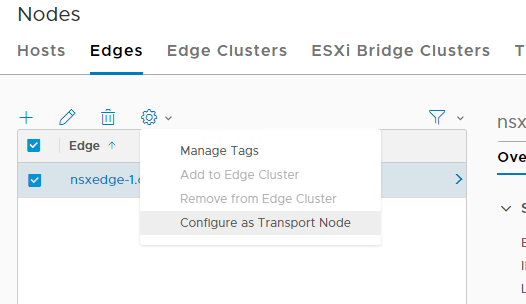 Nodes
Hosts Edges Edge Clusters ESXi Bridge Clusters
nsx
Edge
Manage Tags
Ove
nsxedge-1.
Add to Edge Cluster
Remove from Edge Cluster
Configure as Transport Node